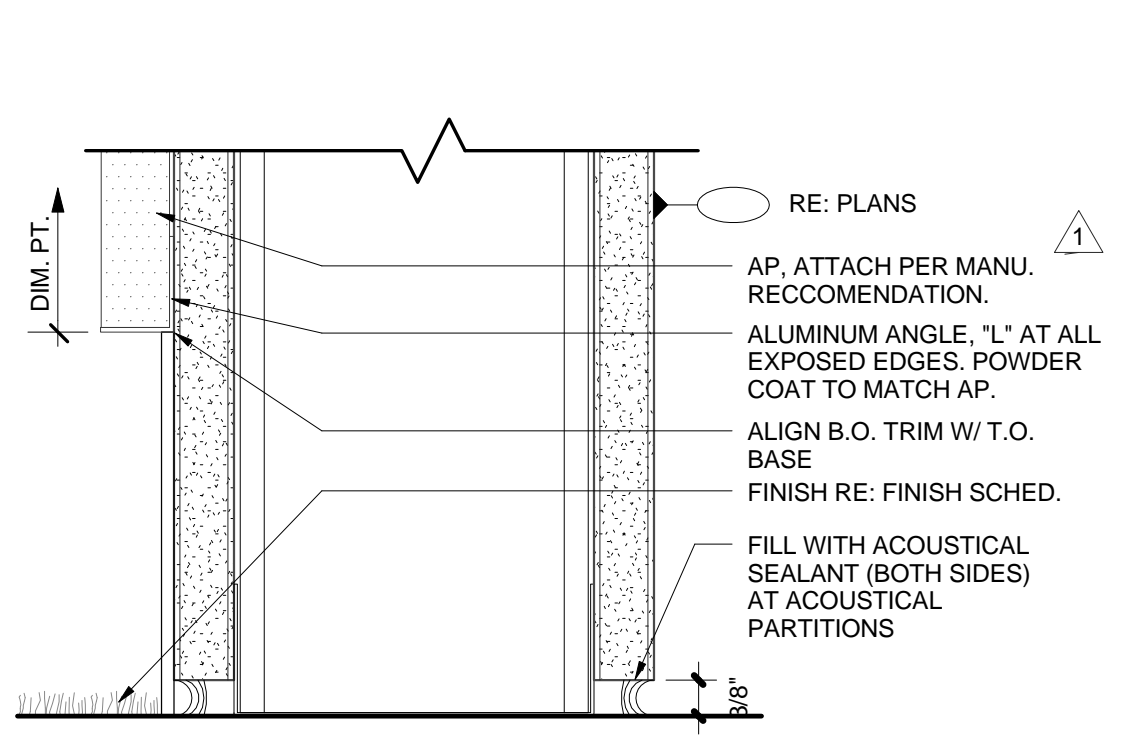 RE: PLANS
1
DIM. PT.
AP, ATTACH PER MANU.
RECCOMENDATION.
ALUMINUM ANGLE, "L" AT ALL
EXPOSED EDGES. POWDER
COAT TO MATCH AP.
ALIGN B.O. TRIM W/ T.O.
BASE
FINISH RE: FINISH SCHED.
FILL WITH ACOUSTICAL
SEALANT (BOTH SIDES)
AT ACOUSTICAL
PARTITIONS
3/8"